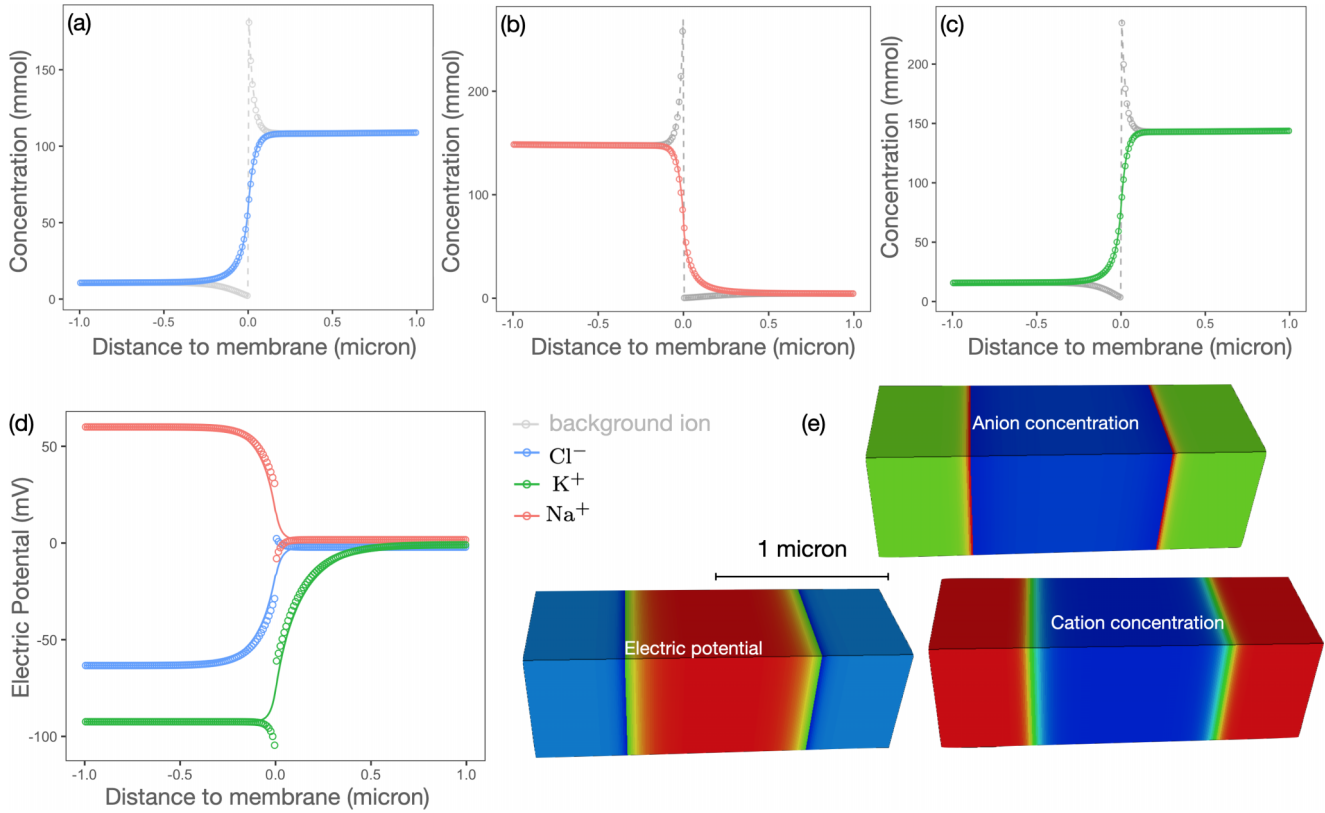 (a)
Concentration (mmol)
150
100
50
0
-1.0 -0.5 0.0 0.5 1.0
Distance to membrane (micron)
(b)
Concentration (mmol)
200
100
0
-1.0 -0.5 0.0 0.5 1.0
Distance to membrane (micron)
(c)
Concentration (mmol)
200
150
100
50
0
-1.0 -0.5 0.0 0.5 1.0
Distance to membrane (micron)
(d)
Electric Potental (mV)
50
0
-50
-100
-1.0 -0.5 0.0 0.5 1.0
Distance to membrane (micron)
background ion
Cl⁻
K⁺
Na⁺
(e)
Anion concentration
1 micron
Electric potential
Cation concentration